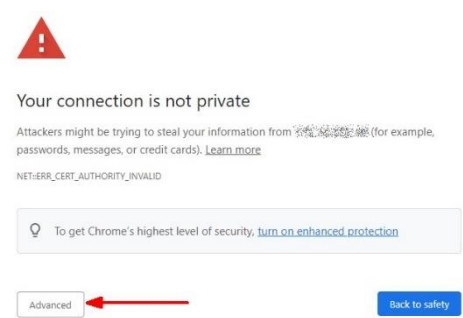 Your connection is not private
Attackers might be trying to steal your information from (for example,
passwords, messages, or credit cards). Learn more
NET::ERR_CERT_AUTHORITY_INVALID
To get Chrome's highest level of security, turn on enhanced protection
Advanced
Back to safety